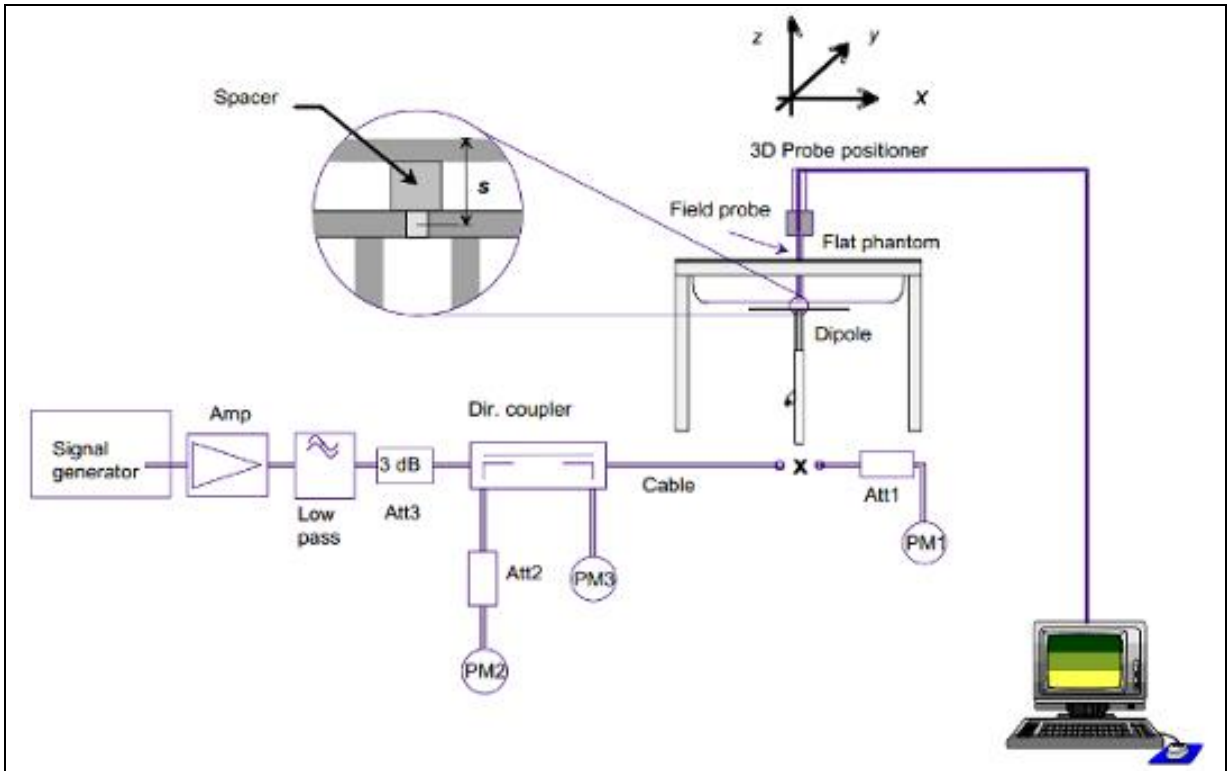 z
y
x
Spacer
s
3D Probe positioner
Field probe
Flat phantom
Dipole
Signal
generator
Amp
Low
pass
3 dB
Att3
Dir. coupler
Cable
x
Att1
PM1
Att2
PM3
PM2